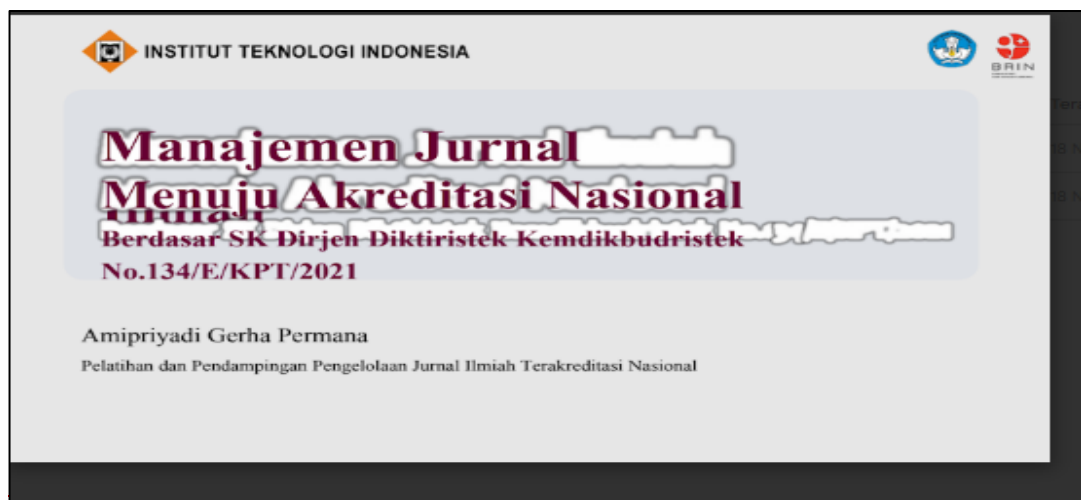 INSTITUT TEKNOLOGI INDONESIA
BRIN
Manajemen Jurnal
Ilmiah
Menuju Akreditasi Nasional
Berdasar SK Dirjen Diktiristek Kemdikbudristek
No.134/E/KPT/2021
Amipriyadi Gerha Permana
Pelatihan dan Pendampingan Pengelolaan Jurnal Ilmiah Terakreditasi Nasional